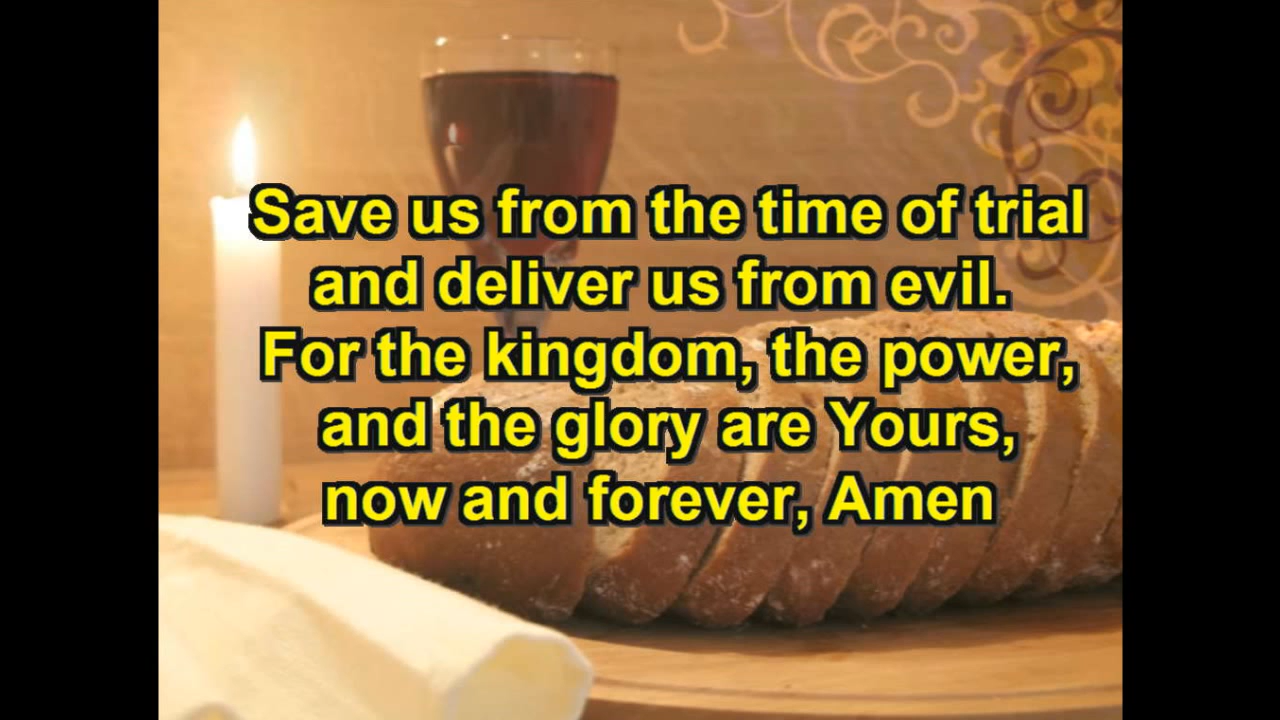 Save us from the time of trial
and deliver us from evil.
For the kingdom, the power,
and the glory are Yours,
now and forever, Amen